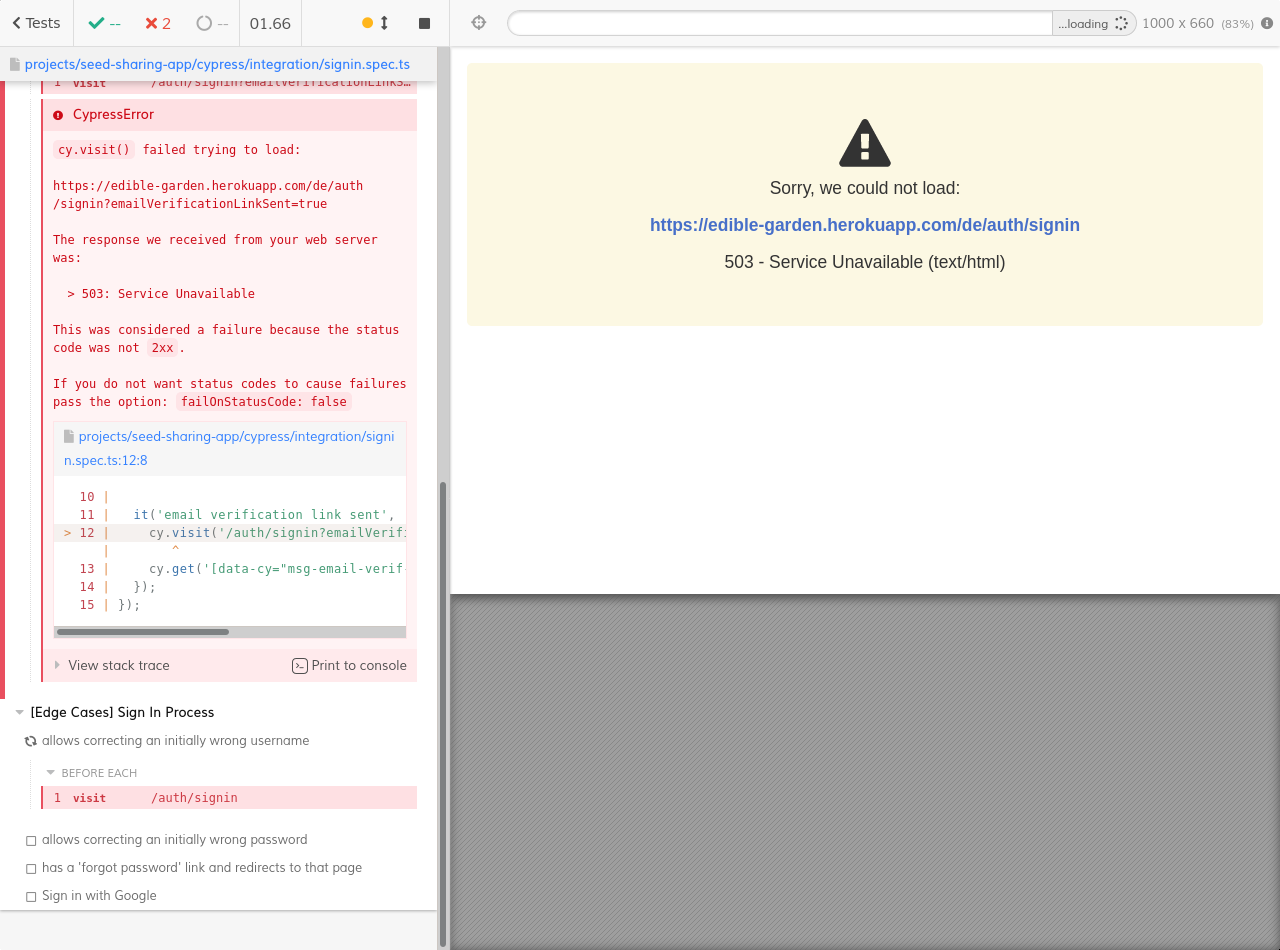 Tests
--
2
--
01.66
...loading
1000 x 660 (83%)
projects/seed-sharing-app/cypress/integration/signin.spec.ts
1 visit /auth/signin?emailVerificationLinkS...
CypressError
cy.visit() failed trying to load:
https://edible-garden.herokuapp.com/de/auth
/signin?emailVerificationLinkSent=true
The response we received from your web server
was:
> 503: Service Unavailable
This was considered a failure because the status
code was not 2xx.
If you do not want status codes to cause failures
pass the option: failOnStatusCode: false
projects/seed-sharing-app/cypress/integration/signi
n.spec.ts:12:8
10 |
11 | it('email verification link sent',
> 12 | cy.visit('/auth/signin?emailVerifi
| ^
13 | cy.get('[data-cy="msg-email-verif
14 | });
15 | });
View stack trace
Print to console
[Edge Cases] Sign In Process
allows correcting an initially wrong username
BEFORE EACH
1 visit /auth/signin
allows correcting an initially wrong password
has a 'forgot password' link and redirects to that page
Sign in with Google
Sorry, we could not load:
https://edible-garden.herokuapp.com/de/auth/signin
503 - Service Unavailable (text/html)